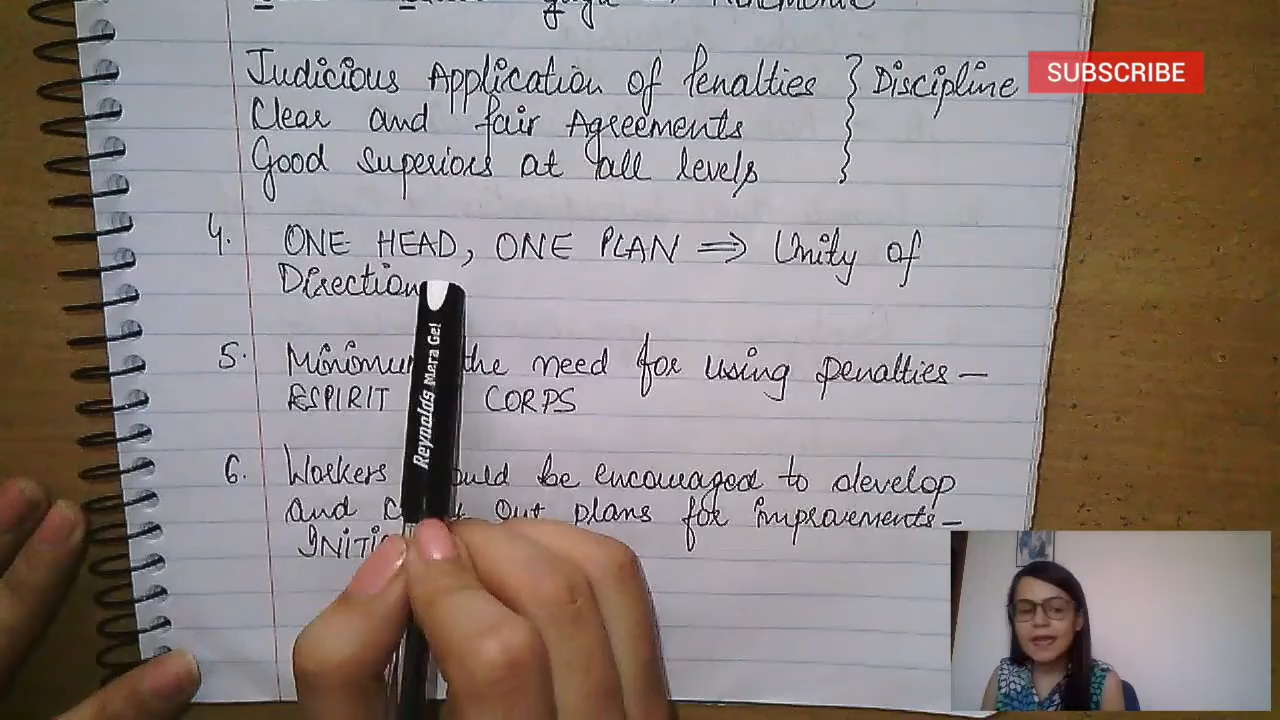 Judicious Application of Penalties } Discipline
SUBSCRIBE
Clear and fair Agreements
Good superiors at all levels
4. ONE HEAD, ONE PLAN ⇒ Unity of
Direction
5. the need for using penalties –
ESPIRIT CORPS
6. Workers be encouraged to develop
and out plans for improvements –
Reynolds Mera Gel